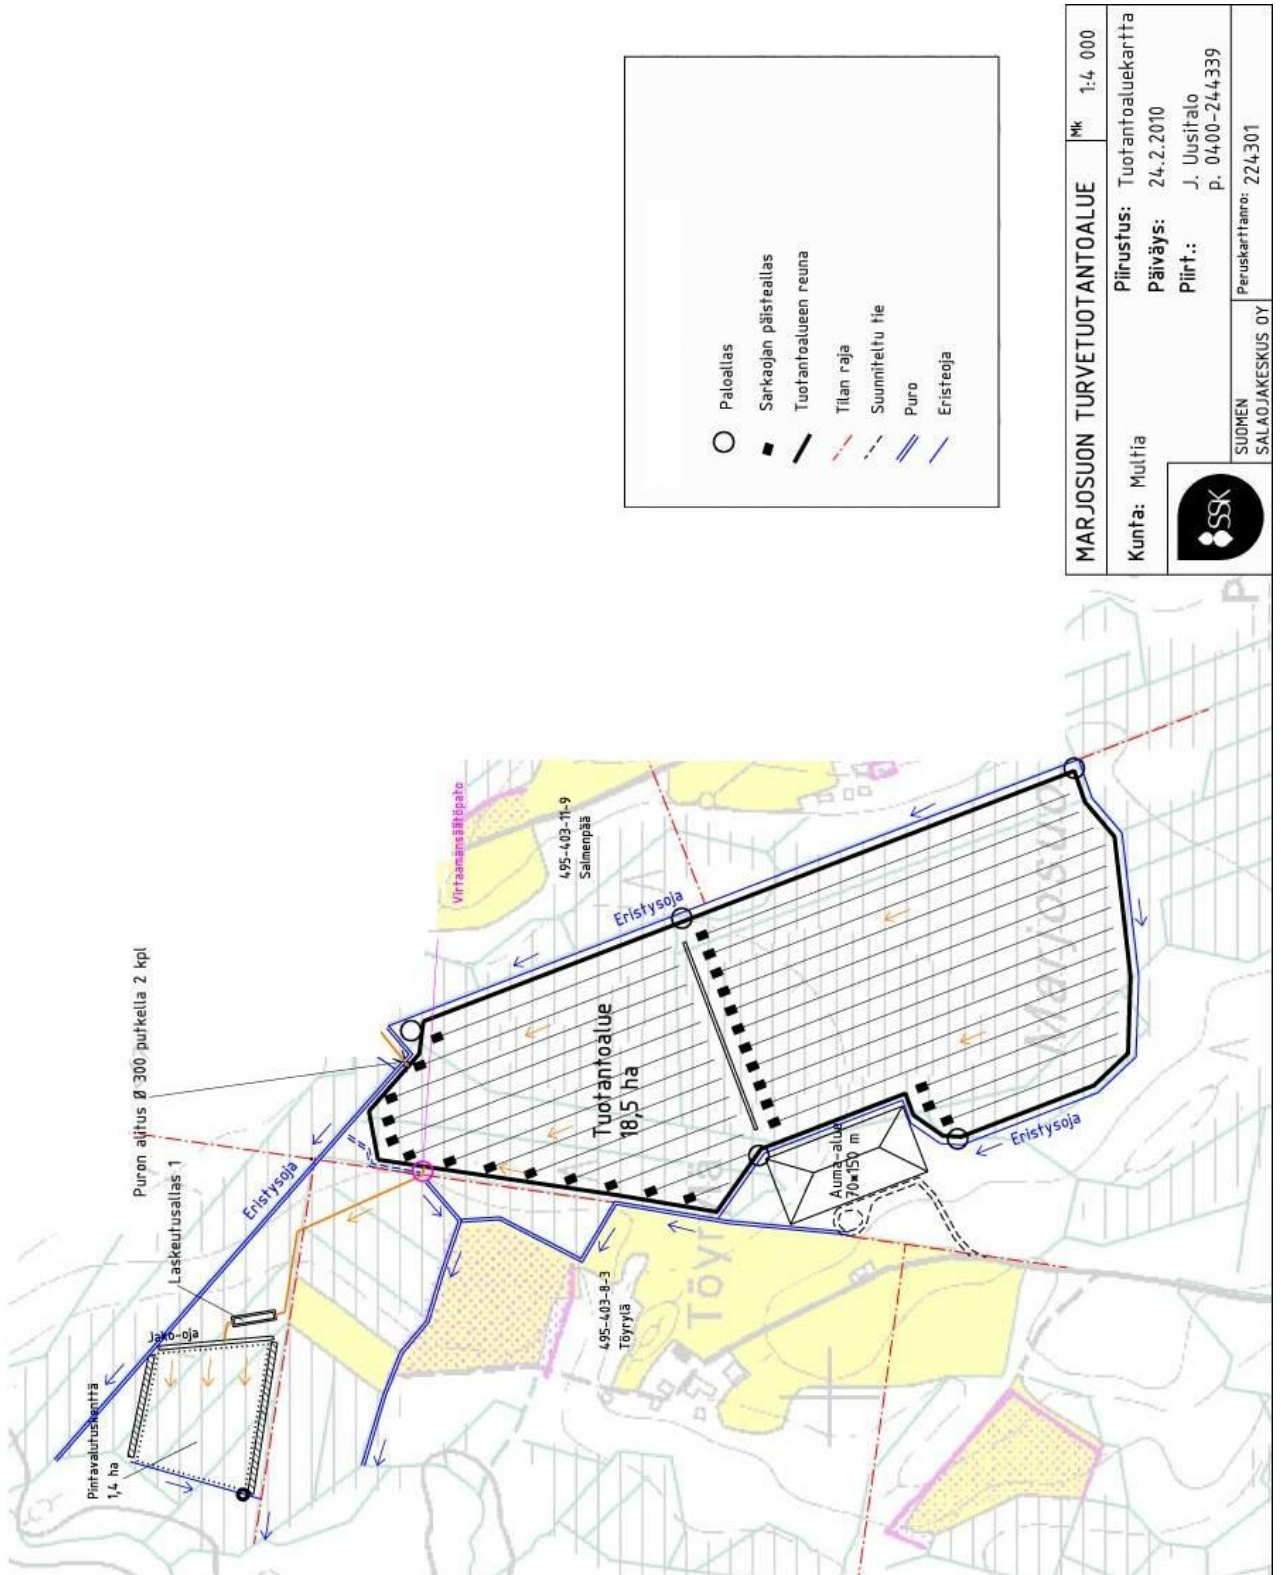 Puron alitus Ø 300 putkella 2 kpl
Laskeutusallas 1
Eristysoja
Jako-oja
Pintavalutuskenttä
1,4 ha
Virtaamansäätöpato
495-403-11-9
Salmenpää
Eristysoja
Tuotantoalue
18,5 ha
Marjosuo
Auma-alue
70*150 m
Eristysoja
495-403-8-3
Töyrylä
Töyr
Paloallas
Sarkaojan päisteallas
Tuotantoalueen reuna
Tilan raja
Suunniteltu tie
Puro
Eristeoja
MARJOSUON TURVETUOTANTOALUE
Mk 1:4 000
Kunta: Multia
Piirustus: Tuotantoaluekartta
Päiväys: 24.2.2010
Piirt.: J. Uusitalo
p. 0400-244339
SSK
SUOMEN
SALAOJAKESKUS OY
Peruskarttanro: 224301